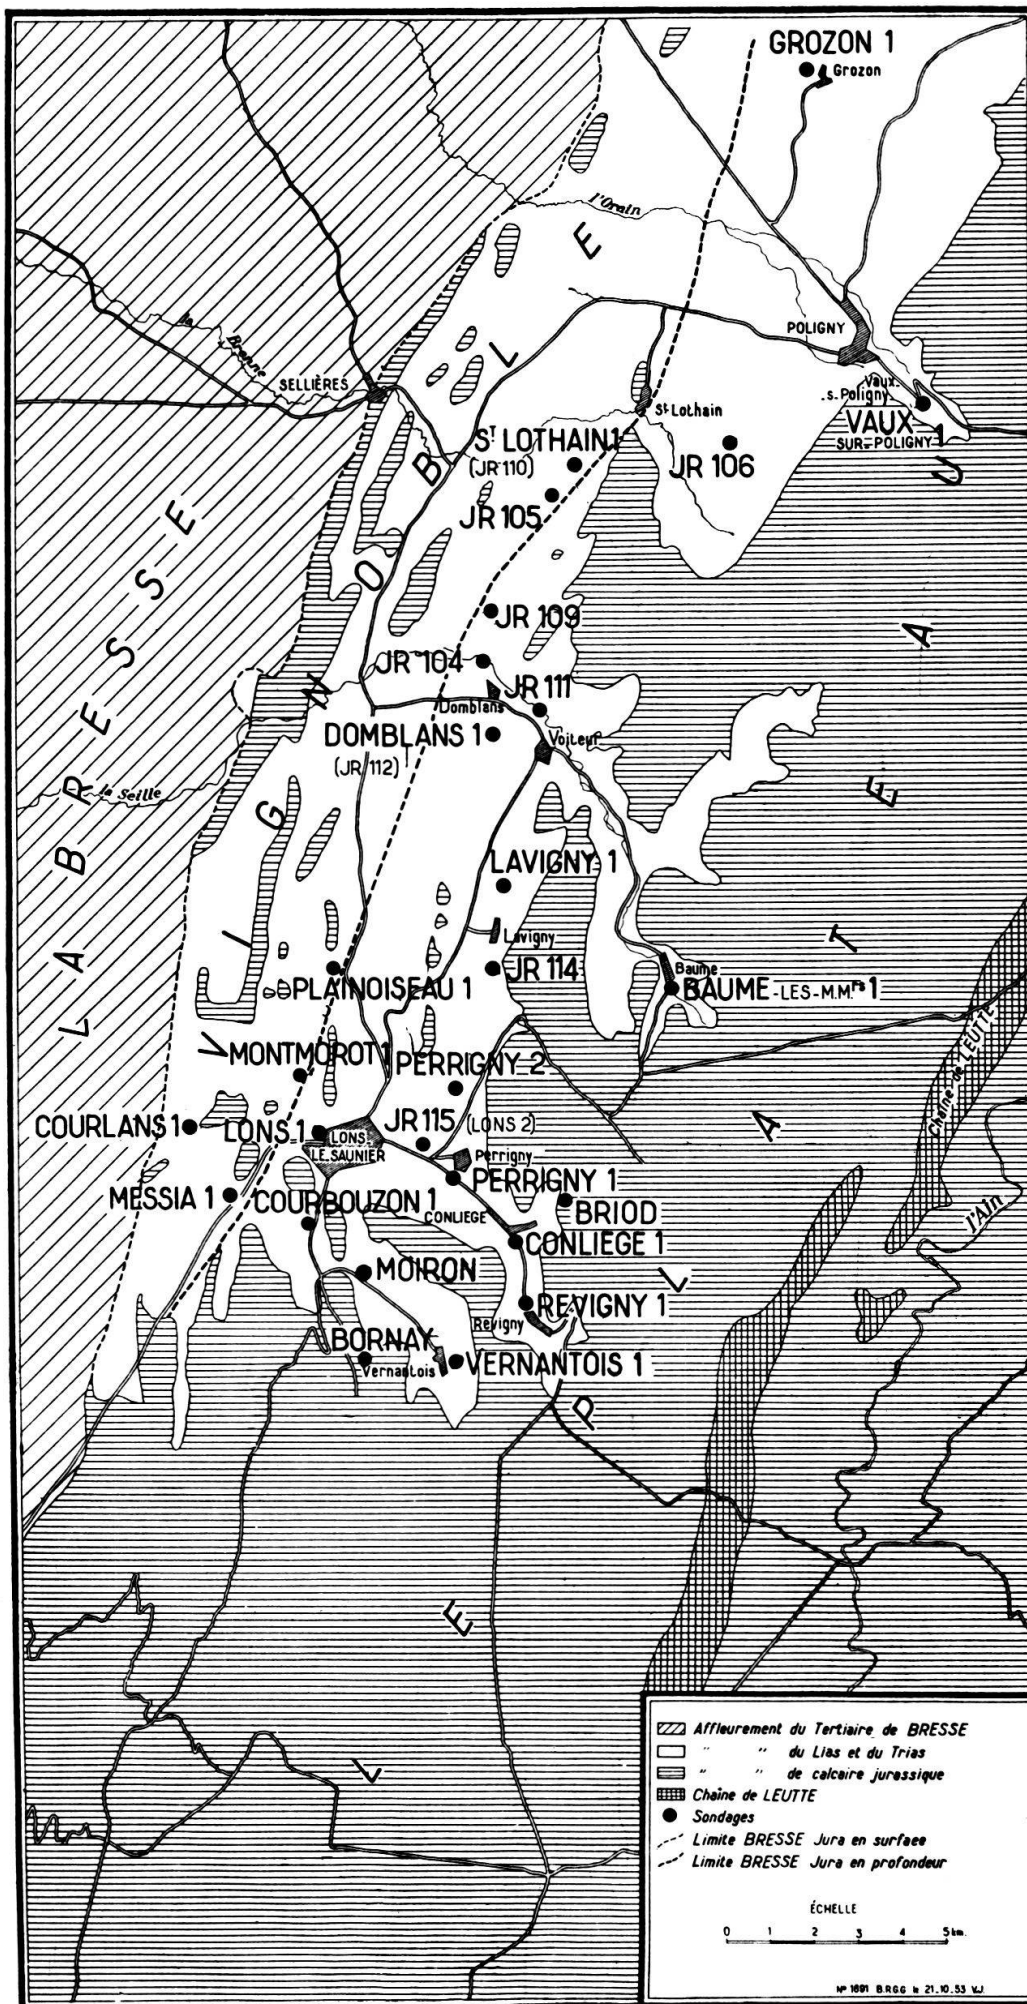 GROZON 1
Grozon
l'Orain
POLIGNY
la Brenne
SELLIÈRES
Vaux-
-s-Poligny
VAUX 1
SUR-POLIGNY
St Lothain
ST LOTHAIN 1
(JR 110)
JR 106
JR 105
JR 109
JR 104
JR 111
Domblans
DOMBLANS 1
(JR 112)
Voiteur
la Seille
LAVIGNY 1
Lavigny
JR 114
PLAINOISEAU 1
Baume
BAUME-LES-M.M.RS 1
MONTMOROT 1
PERRIGNY 2
COURLANS 1
LONS 1
LONS
LE SAUNIER
JR 115 (LONS 2)
Perrigny
PERRIGNY 1
MESSIA 1
COURBOUZON 1
CONLIEGE
BRIOD
CONLIEGE 1
MOIRON
REVIGNY 1
Revigny
BORNAY
Vernantois
VERNANTOIS 1
Chaîne de LEUTTE
l'Ain
LA BRESSE
VIGNOBLE
LE PLATEAU
Affleurement du Tertiaire de BRESSE
" " du Lias et du Trias
" " de calcaire jurassique
Chaîne de LEUTTE
Sondages
Limite BRESSE Jura en surface
Limite BRESSE Jura en profondeur
ÉCHELLE
0 1 2 3 4 5 km.
N° 1691 B.R.G.G. le 21.10.53 V.J.